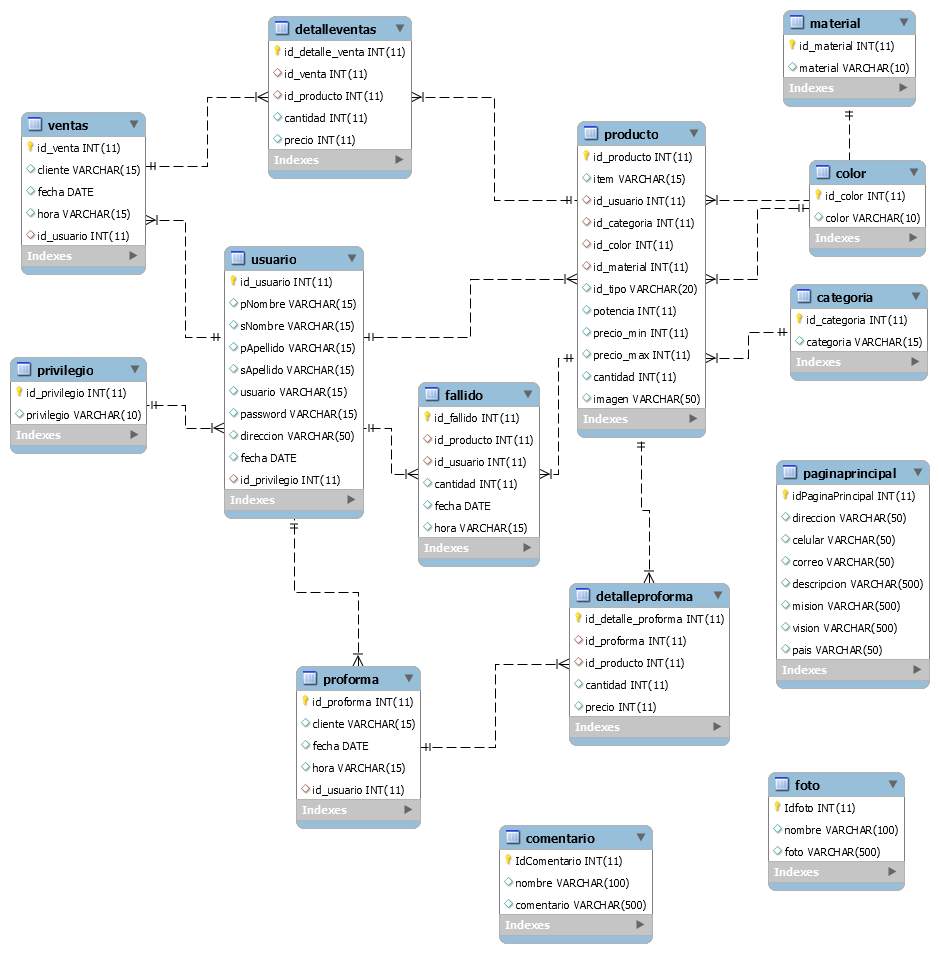 detalleventas
id_detalle_venta INT(11)
id_venta INT(11)
id_producto INT(11)
cantidad INT(11)
precio INT(11)
Indexes
material
id_material INT(11)
material VARCHAR(10)
Indexes
ventas
id_venta INT(11)
cliente VARCHAR(15)
fecha DATE
hora VARCHAR(15)
id_usuario INT(11)
Indexes
producto
id_producto INT(11)
item VARCHAR(15)
id_usuario INT(11)
id_categoria INT(11)
id_color INT(11)
id_material INT(11)
id_tipo VARCHAR(20)
potencia INT(11)
precio_min INT(11)
precio_max INT(11)
cantidad INT(11)
imagen VARCHAR(50)
Indexes
color
id_color INT(11)
color VARCHAR(10)
Indexes
usuario
id_usuario INT(11)
pNombre VARCHAR(15)
sNombre VARCHAR(15)
pApellido VARCHAR(15)
sApellido VARCHAR(15)
usuario VARCHAR(15)
password VARCHAR(15)
direccion VARCHAR(50)
fecha DATE
id_privilegio INT(11)
Indexes
categoria
id_categoria INT(11)
categoria VARCHAR(15)
Indexes
privilegio
id_privilegio INT(11)
privilegio VARCHAR(10)
Indexes
fallido
id_fallido INT(11)
id_producto INT(11)
id_usuario INT(11)
cantidad INT(11)
fecha DATE
hora VARCHAR(15)
Indexes
paginaprincipal
idPaginaPrincipal INT(11)
direccion VARCHAR(50)
celular VARCHAR(50)
correo VARCHAR(50)
descripcion VARCHAR(500)
mision VARCHAR(500)
vision VARCHAR(500)
pais VARCHAR(50)
Indexes
detalleproforma
id_detalle_proforma INT(11)
id_proforma INT(11)
id_producto INT(11)
cantidad INT(11)
precio INT(11)
Indexes
proforma
id_proforma INT(11)
cliente VARCHAR(15)
fecha DATE
hora VARCHAR(15)
id_usuario INT(11)
Indexes
foto
Idfoto INT(11)
nombre VARCHAR(100)
foto VARCHAR(500)
Indexes
comentario
IdComentario INT(11)
nombre VARCHAR(100)
comentario VARCHAR(500)
Indexes